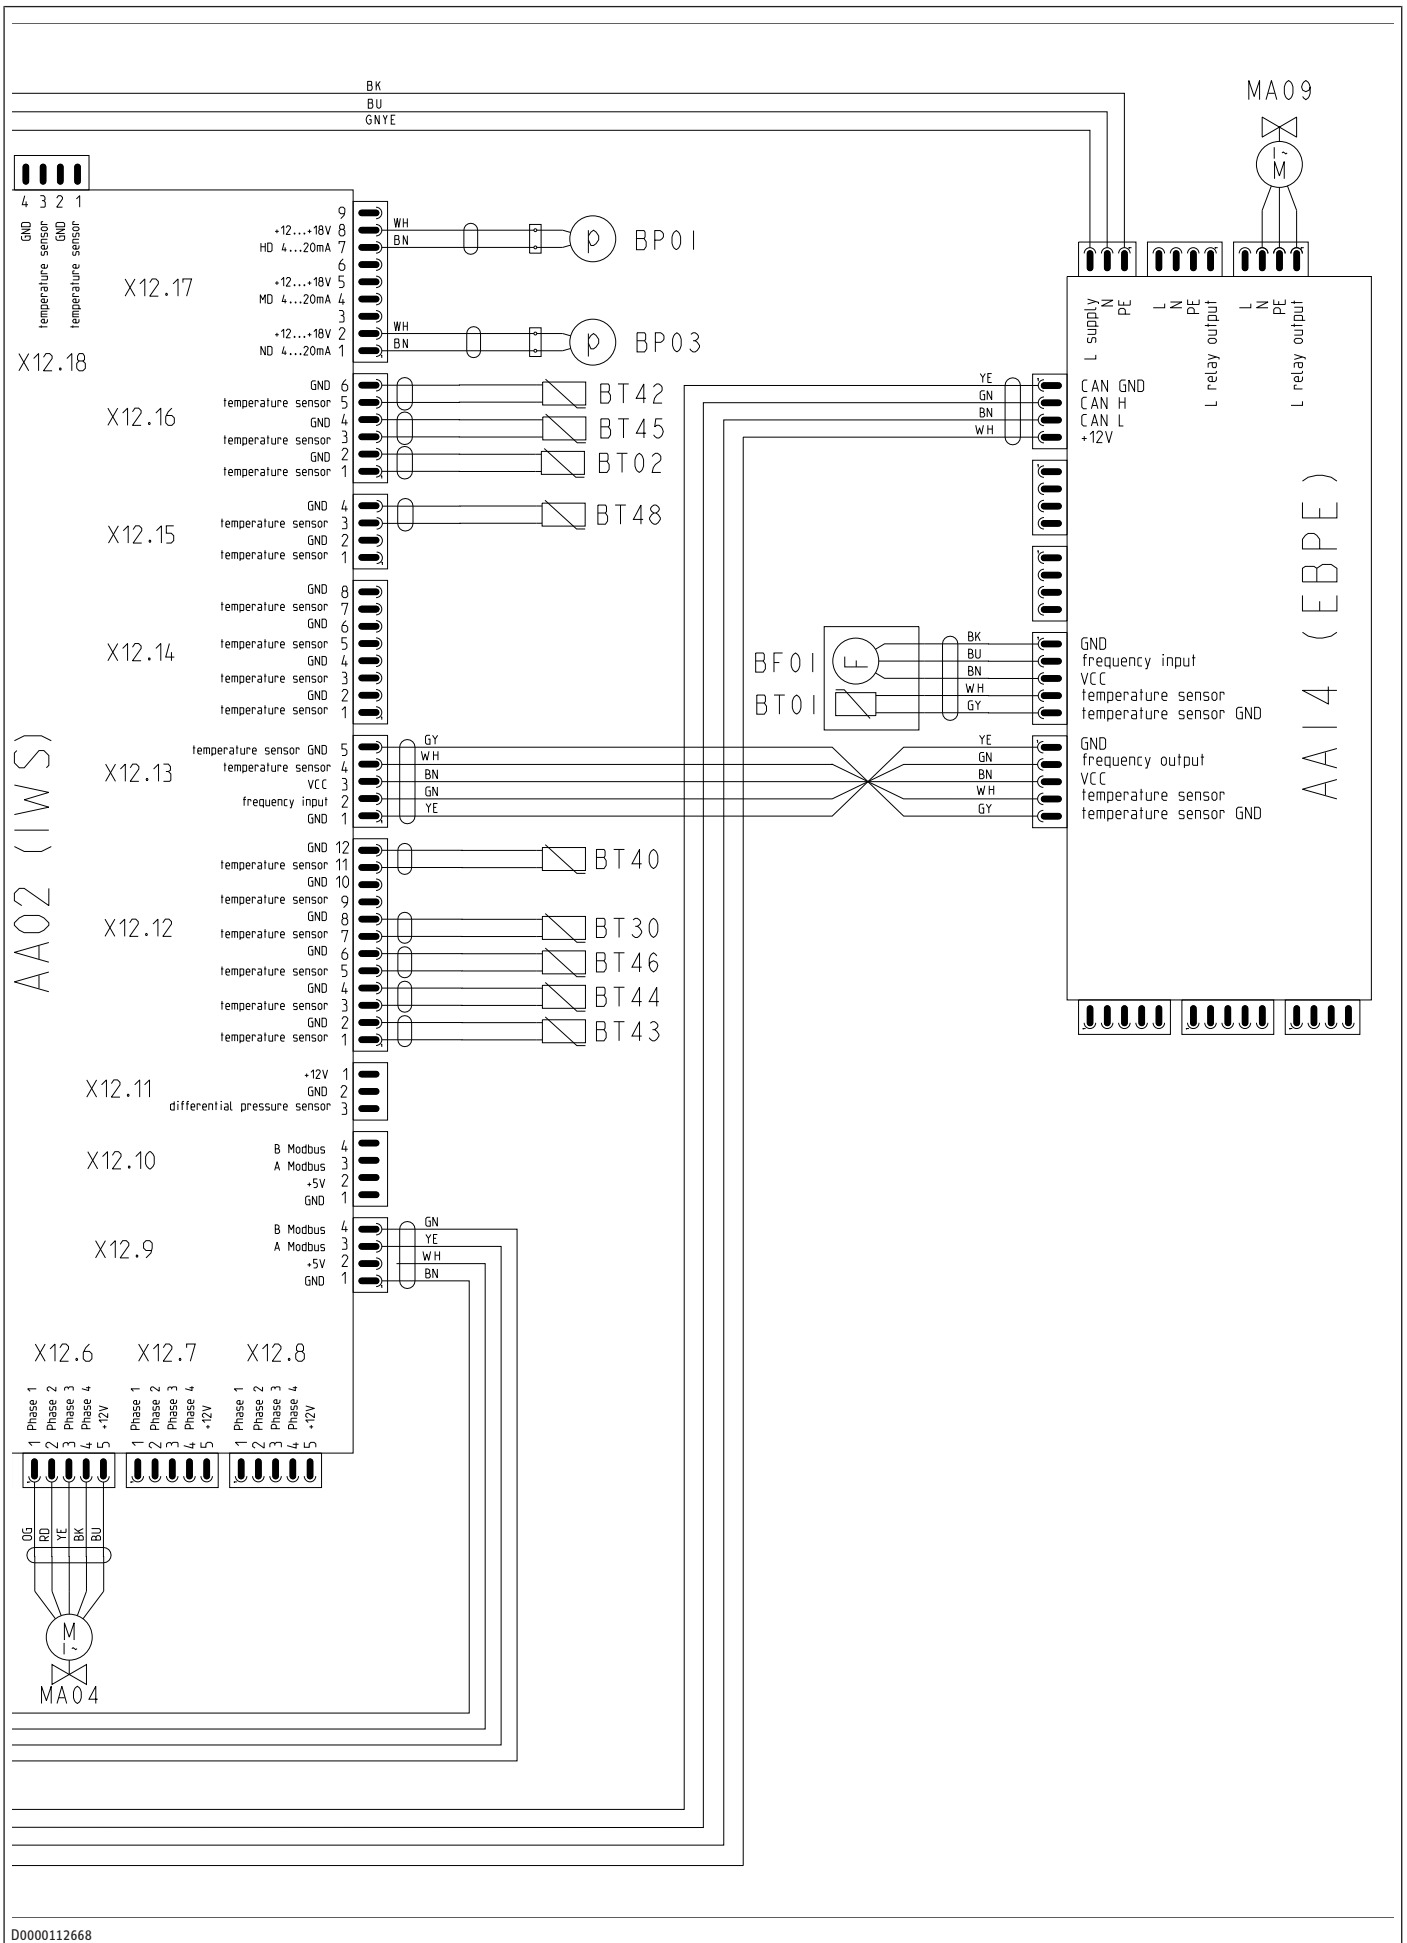 BK
BU
GNYE
MA09
1~
M
4 3 2 1
GND
temperature sensor
GND
temperature sensor
X12.18
X12.17
9
+12...+18V 8 WH
HD 4...20mA 7 BN
p BP01
6
+12...+18V 5
MD 4...20mA 4
3
+12...+18V 2 WH
ND 4...20mA 1 BN
p BP03
L supply
N
PE
L
N
PE
L relay output
L
N
PE
L relay output
X12.16
GND 6
temperature sensor 5
BT42
GND 4
temperature sensor 3
BT45
GND 2
temperature sensor 1
BT02
YE CAN GND
GN CAN H
BN CAN L
WH +12V
X12.15
GND 4
temperature sensor 3
BT48
GND 2
temperature sensor 1
X12.14
GND 8
temperature sensor 7
GND 6
temperature sensor 5
GND 4
temperature sensor 3
GND 2
temperature sensor 1
BF01
F
BT01
BK GND
BU frequency input
BN VCC
WH temperature sensor
GY temperature sensor GND
AA14 (EBPE)
X12.13
temperature sensor GND 5 GY
temperature sensor 4 WH
VCC 3 BN
frequency input 2 GN
GND 1 YE
YE GND
GN frequency output
BN VCC
WH temperature sensor
GY temperature sensor GND
AA02 (IWS)
X12.12
GND 12
temperature sensor 11
BT40
GND 10
temperature sensor 9
GND 8
temperature sensor 7
BT30
GND 6
temperature sensor 5
BT46
GND 4
temperature sensor 3
BT44
GND 2
temperature sensor 1
BT43
X12.11
+12V 1
GND 2
differential pressure sensor 3
X12.10
B Modbus 4
A Modbus 3
+5V 2
GND 1
X12.9
B Modbus 4 GN
A Modbus 3 YE
+5V 2 WH
GND 1 BN
X12.6
X12.7
X12.8
1 Phase 1
2 Phase 2
3 Phase 3
4 Phase 4
5 +12V
1 Phase 1
2 Phase 2
3 Phase 3
4 Phase 4
5 +12V
1 Phase 1
2 Phase 2
3 Phase 3
4 Phase 4
5 +12V
OG
RD
YE
BK
BU
M
1~
MA04
D0000112668